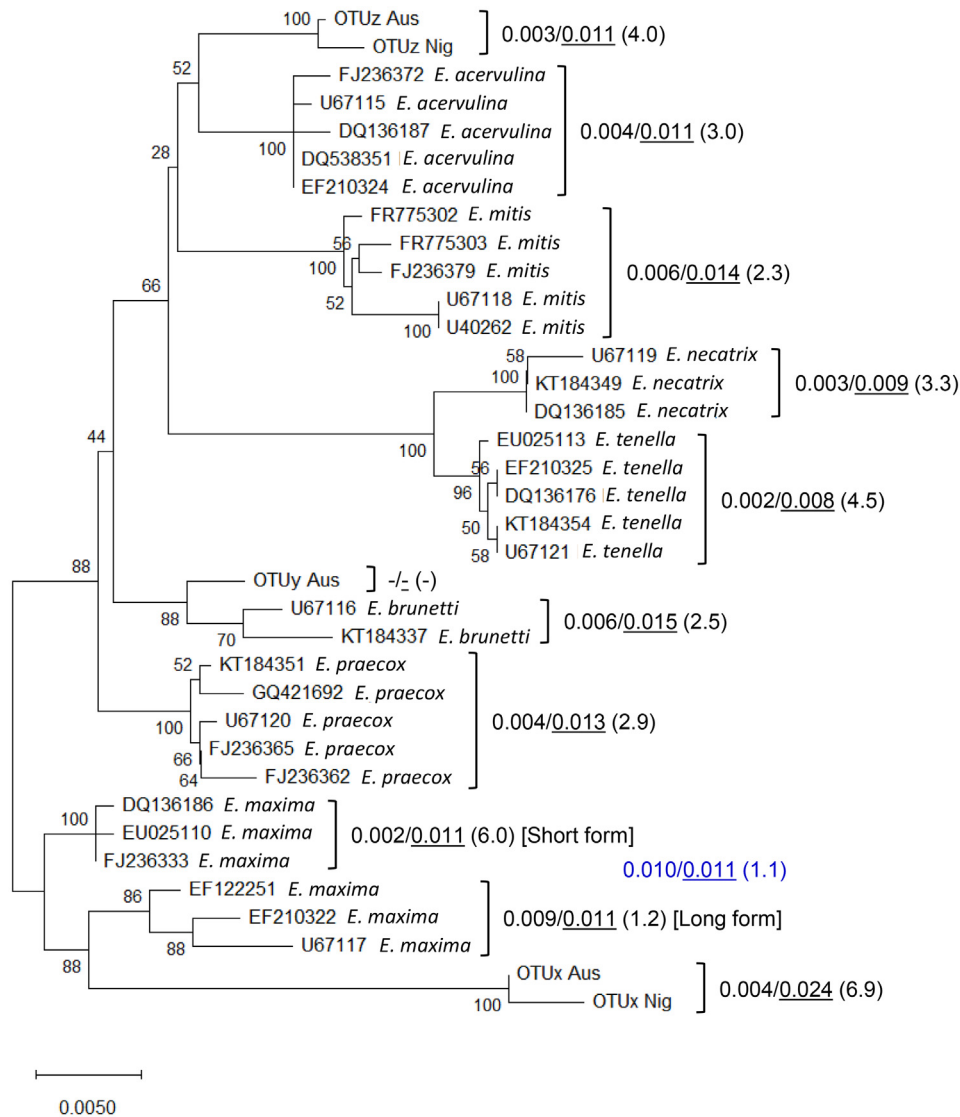 100 OTUz Aus
OTUz Nig
0.003/0.011 (4.0)
52
FJ236372 E. acervulina
U67115 E. acervulina
DQ136187 E. acervulina
100
DQ538351 E. acervulina
EF210324 E. acervulina
0.004/0.011 (3.0)
28
FR775302 E. mitis
56
FR775303 E. mitis
100
FJ236379 E. mitis
52
U67118 E. mitis
100 U40262 E. mitis
0.006/0.014 (2.3)
66
58 U67119 E. necatrix
100 KT184349 E. necatrix
DQ136185 E. necatrix
0.003/0.009 (3.3)
100
EU025113 E. tenella
56 EF210325 E. tenella
96 DQ136176 E. tenella
50 KT184354 E. tenella
58 U67121 E. tenella
0.002/0.008 (4.5)
44
88
OTUy Aus
-/- (-)
88
U67116 E. brunetti
70 KT184337 E. brunetti
0.006/0.015 (2.5)
52 KT184351 E. praecox
GQ421692 E. praecox
100 U67120 E. praecox
66 FJ236365 E. praecox
64 FJ236362 E. praecox
0.004/0.013 (2.9)
DQ136186 E. maxima
100 EU025110 E. maxima
FJ236333 E. maxima
0.002/0.011 (6.0) [Short form]
0.010/0.011 (1.1)
86 EF122251 E. maxima
EF210322 E. maxima
88 U67117 E. maxima
0.009/0.011 (1.2) [Long form]
88
OTUx Aus
100 OTUx Nig
0.004/0.024 (6.9)
0.0050